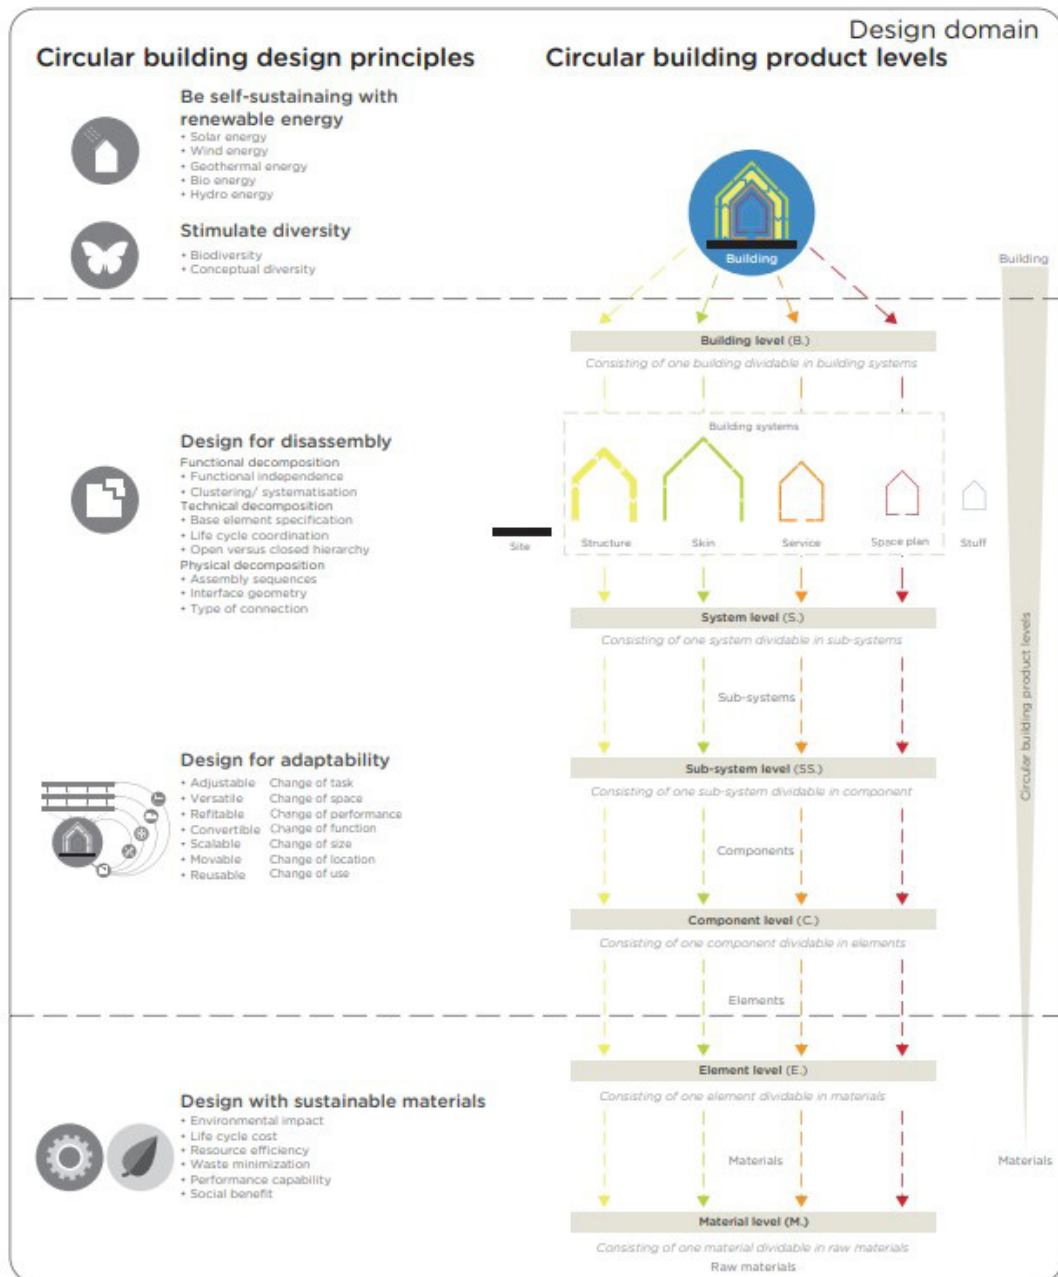 Design domain
Circular building design principles
Circular building product levels
Be self-sustainaing with
renewable energy
• Solar energy
• Wind energy
• Geothermal energy
• Bio energy
• Hydro energy
Stimulate diversity
• Biodiversity
• Conceptual diversity
Building
Building
Building level (B.)
Consisting of one building dividable in building systems
Building systems
Design for disassembly
Functional decomposition
• Functional independence
• Clustering/ systematisation
Technical decomposition
• Base element specification
• Life cycle coordination
• Open versus closed hierarchy
Physical decomposition
• Assembly sequences
• Interface geometry
• Type of connection
Site
Structure
Skin
Service
Space plan
Stuff
System level (S.)
Consisting of one system dividable in sub-systems
Sub-systems
Circular building product levels
Design for adaptability
• Adjustable Change of task
• Versatile Change of space
• Refitable Change of performance
• Convertible Change of function
• Scalable Change of size
• Movable Change of location
• Reusable Change of use
Sub-system level (SS.)
Consisting of one sub-system dividable in component
Components
Component level (C.)
Consisting of one component dividable in elements
Elements
Element level (E.)
Consisting of one element dividable in materials
Design with sustainable materials
• Environmental impact
• Life cycle cost
• Resource efficiency
• Waste minimization
• Performance capability
• Social benefit
Materials
Materials
Material level (M.)
Consisting of one material dividable in raw materials
Raw materials